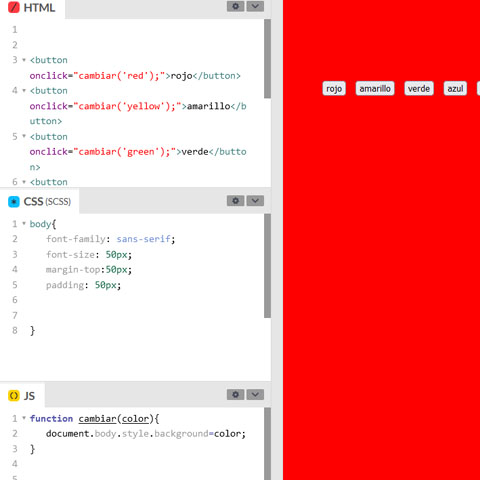 HTML
1
2
3 <button
onclick="cambiar('red');">rojo</button>
4 <button
onclick="cambiar('yellow');">amarillo</b
utton>
5 <button
onclick="cambiar('green');">verde</butto
n>
6 <button
CSS (SCSS)
1 body{
2 font-family: sans-serif;
3 font-size: 50px;
4 margin-top:50px;
5 padding: 50px;
6
7
8 }
JS
1 function cambiar(color){
2 document.body.style.background=color;
3 }
4
5
rojo amarillo verde azul